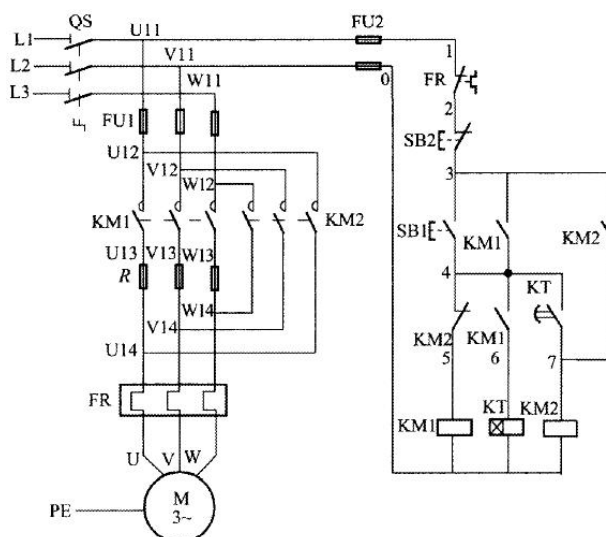 QS
U11
FU2
L1
1
L2
V11
0
FR
L3
W11
2
FU1
SB2
U12
3
V12
W12
KM1
KM2
SB1
KM1
KM2
U13
V13
W13
4
R
KT
W14
V14
KM2
KM1
U14
5
6
7
FR
KM1
KT
KM2
U
V
W
M
3~
PE